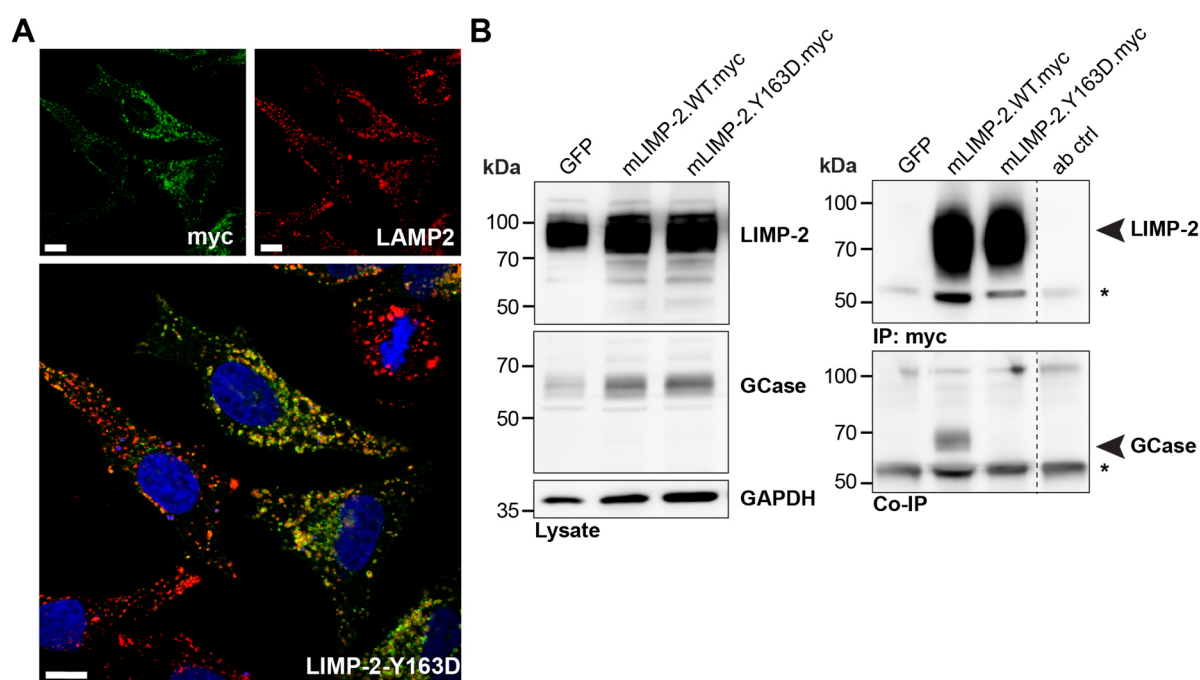 A
myc
LAMP2
LIMP-2-Y163D
B
kDa
GFP
mLIMP-2.WT.myc
mLIMP-2.Y163D.myc
100
70
50
LIMP-2
70
50
GCase
35
GAPDH
Lysate
kDa
GFP
mLIMP-2.WT.myc
mLIMP-2.Y163D.myc
ab ctrl
100
70
50
LIMP-2
*
IP: myc
100
70
50
GCase
*
Co-IP